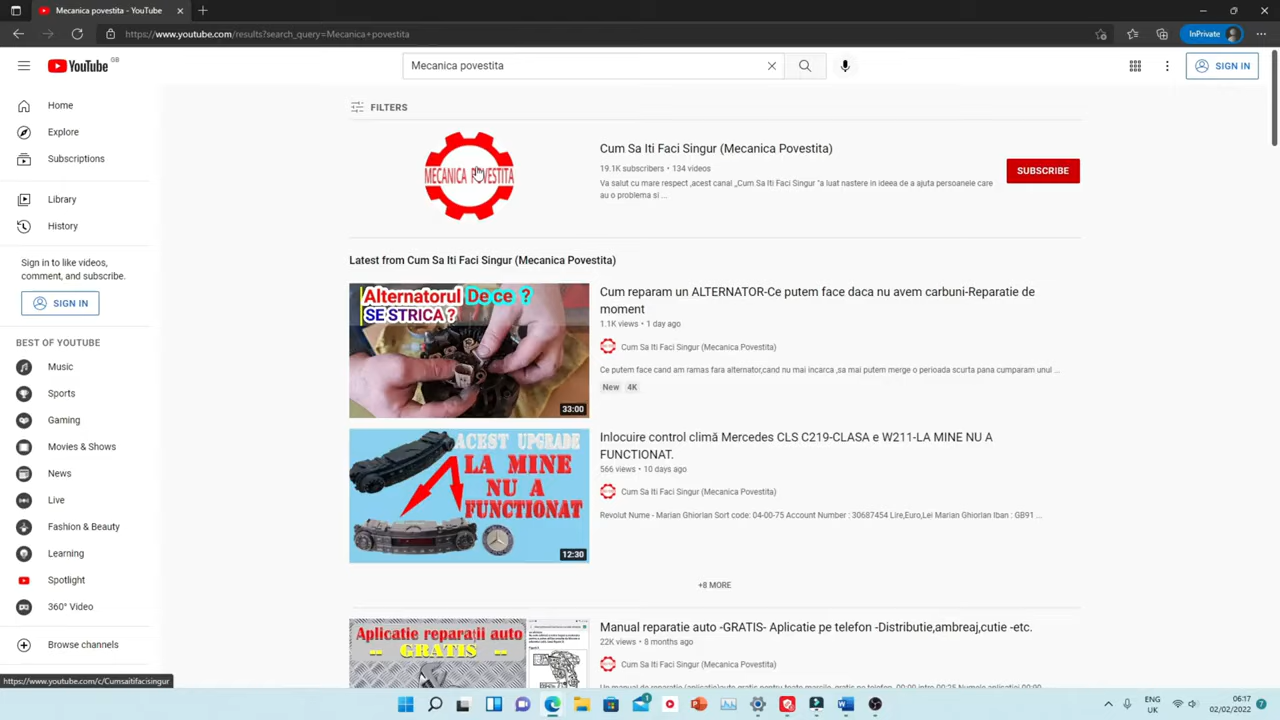 Mecanica povestita - YouTube
https://www.youtube.com/results?search_query=Mecanica+povestita
InPrivate
YouTube GB
Mecanica povestita
SIGN IN
Home
Explore
Subscriptions
Library
History
Sign in to like videos,
comment, and subscribe.
SIGN IN
BEST OF YOUTUBE
Music
Sports
Gaming
Movies & Shows
News
Live
Fashion & Beauty
Learning
Spotlight
360° Video
Browse channels
FILTERS
MECANICA POVESTITA
Cum Sa Iti Faci Singur (Mecanica Povestita)
19.1K subscribers • 134 videos
Va salut cu mare respect ,acest canal ,,Cum Sa Iti Faci Singur "a luat nastere in ideea de a ajuta persoaneie care
au o problema si ...
SUBSCRIBE
Latest from Cum Sa Iti Faci Singur (Mecanica Povestita)
Alternatorul De ce ?
SE STRICA ?
33:00
Cum reparam un ALTERNATOR-Ce putem face daca nu avem carbuni-Reparatie de
moment
1.1K views • 1 day ago
Cum Sa Iti Faci Singur (Mecanica Povestita)
Ce putem face cand am ramas fara alternator,cand nu mai incarca ,sa mai putem merge o perioada scurta pana cumparam unul ...
New 4K
ACEST UPGRADE
LA MINE
NU A
FUNCTIONAT
12:30
Inlocuire control climă Mercedes CLS C219-CLASA e W211-LA MINE NU A
FUNCTIONAT.
566 views • 10 days ago
Cum Sa Iti Faci Singur (Mecanica Povestita)
Revolut Nume - Marian Ghiorlan Sort code: 04-00-75 Account Number : 30687454 Lire,Euro,Lei Marian Ghiorlan Iban : GB91 ...
+8 MORE
Aplicatie reparații auto
-- GRATIS --
Manual reparatie auto -GRATIS- Aplicatie pe telefon -Distributie,ambreaj,cutie -etc.
22K views • 8 months ago
Cum Sa Iti Faci Singur (Mecanica Povestita)
https://www.youtube.com/c/Cumsaitifacisingur
ENG
UK
06:17
02/02/2022